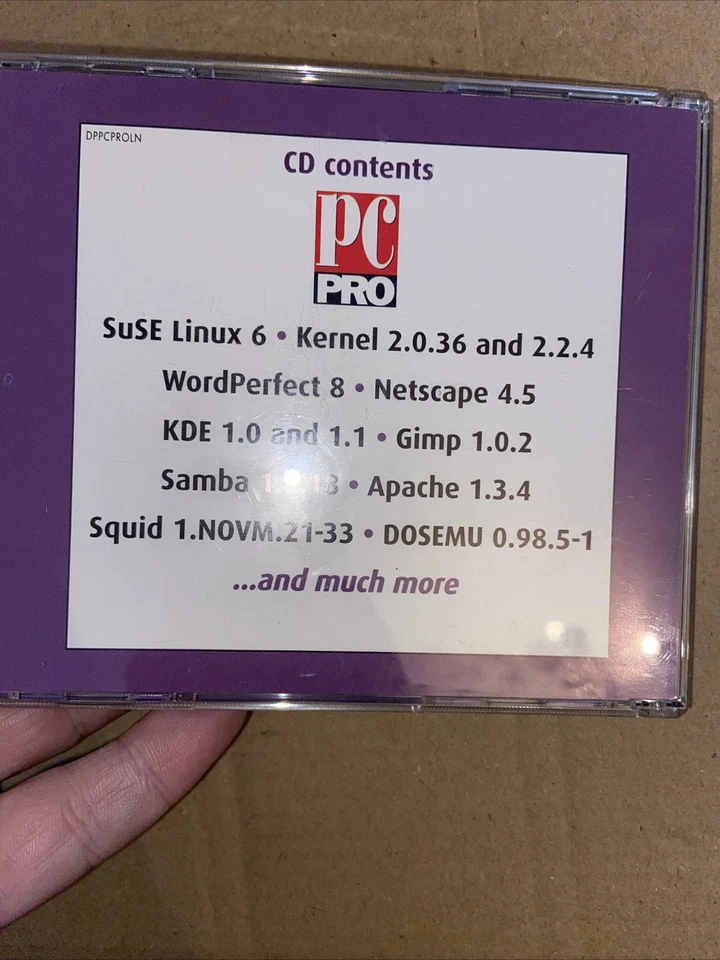 DPPCPROLN
CD contents
PC
PRO
SuSE Linux 6 • Kernel 2.0.36 and 2.2.4
WordPerfect 8 • Netscape 4.5
KDE 1.0 and 1.1 • Gimp 1.0.2
Samba • Apache 1.3.4
Squid 1.NOVM.21-33 • DOSEMU 0.98.5-1
...and much more